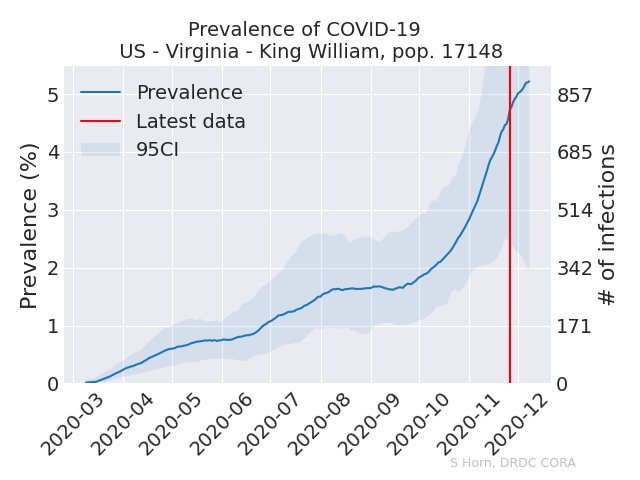 Prevalence of COVID-19
US - Virginia - King William, pop. 17148
Prevalence
Latest data
95CI
Prevalence (%)
5
4
3
2
1
0
857
685
514
342
171
0
# of infections
2020-03
2020-04
2020-05
2020-06
2020-07
2020-08
2020-09
2020-10
2020-11
2020-12
S Horn, DRDC CORA